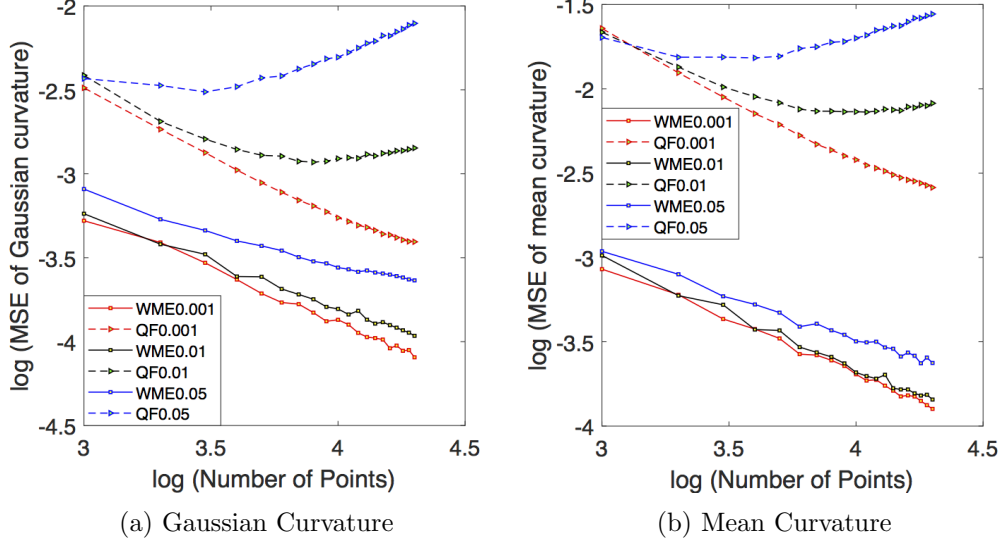 -2
-2.5
-3
-3.5
-4
-4.5
3
3.5
4
4.5
log (MSE of Gaussian curvature)
log (Number of Points)
WME0.001
QF0.001
WME0.01
QF0.01
WME0.05
QF0.05
(a) Gaussian Curvature
-1.5
-2
-2.5
-3
-3.5
-4
3
3.5
4
4.5
log (MSE of mean curvature)
log (Number of Points)
WME0.001
QF0.001
WME0.01
QF0.01
WME0.05
QF0.05
(b) Mean Curvature